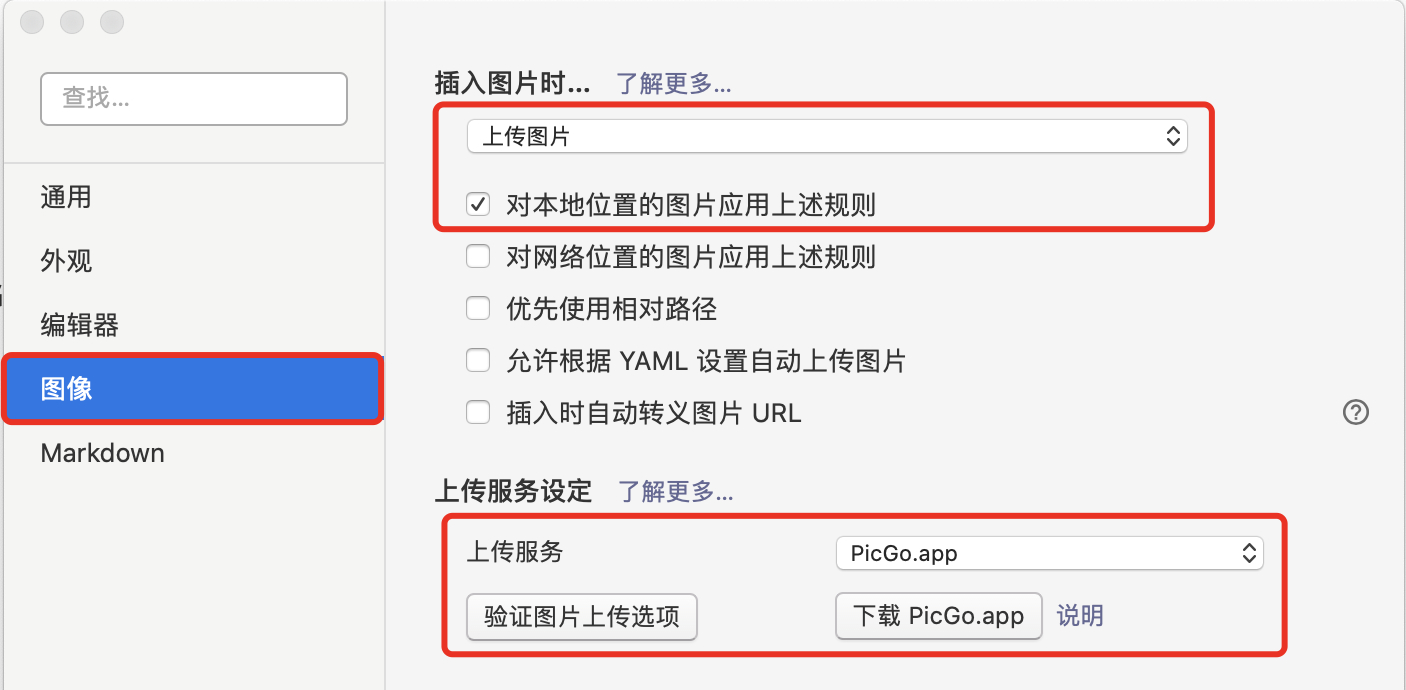 查找...
通用
外观
编辑器
图像
Markdown
插入图片时... 了解更多...
上传图片
对本地位置的图片应用上述规则
对网络位置的图片应用上述规则
优先使用相对路径
允许根据 YAML 设置自动上传图片
插入时自动转义图片 URL
上传服务设定 了解更多...
上传服务 PicGo.app
验证图片上传选项 下载 PicGo.app 说明